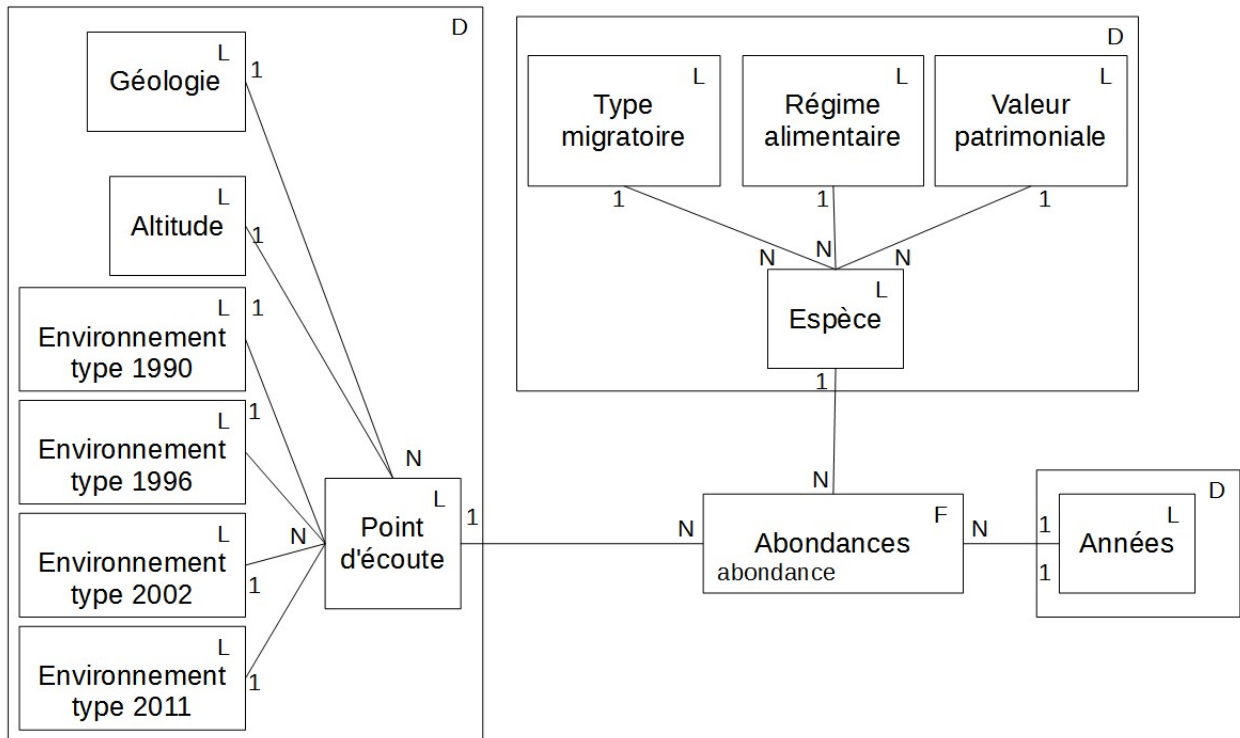 D
L
Géologie
1
L
Altitude
1
L
1
Environnement
type 1990
L
1
Environnement
type 1996
L
Environnement
type 2002
1
L
Environnement
type 2011
1
N
N
L
Point
d'écoute
1
D
L
Type
migratoire
1
L
Régime
alimentaire
1
L
Valeur
patrimoniale
1
N
N
N
L
Espèce
1
N
N
F
Abondances
abondance
N
D
1
L
Années
1